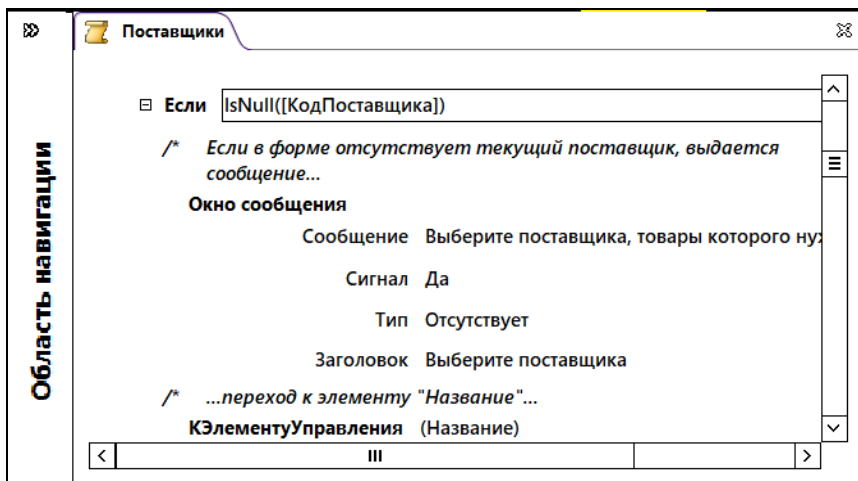 Поставщики
Область навигации
Если IsNull([КодПоставщика])
/* Если в форме отсутствует текущий поставщик, выдается
сообщение...
Окно сообщения
Сообщение Выберите поставщика, товары которого
Сигнал Да
Тип Отсутствует
Заголовок Выберите поставщика
/* ...переход к элементу "Название"...
КЭлементуУправления (Название)